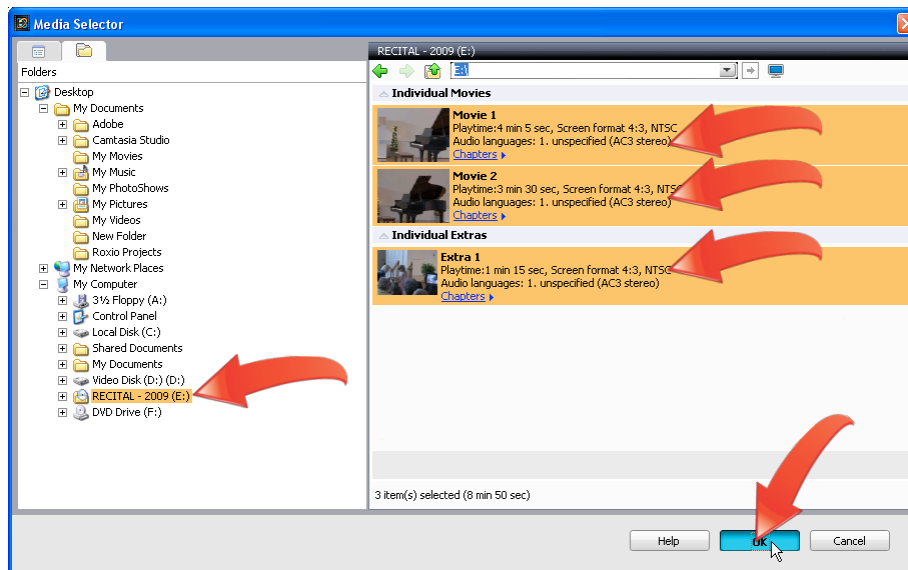 Media Selector
Folders
Desktop
My Documents
Adobe
Camtasia Studio
My Movies
My Music
My PhotoShows
My Pictures
My Videos
New Folder
Roxio Projects
My Network Places
My Computer
3½ Floppy (A:)
Control Panel
Local Disk (C:)
Shared Documents
My Documents
Video Disk (D:) (D:)
RECITAL - 2009 (E:)
DVD Drive (F:)
RECITAL - 2009 (E:)
E:\
Individual Movies
Movie 1
Playtime:4 min 5 sec, Screen format 4:3, NTSC
Audio languages: 1. unspecified (AC3 stereo)
Chapters
Movie 2
Playtime:3 min 30 sec, Screen format 4:3, NTSC
Audio languages: 1. unspecified (AC3 stereo)
Chapters
Individual Extras
Extra 1
Playtime:1 min 15 sec, Screen format 4:3, NTSC
Audio languages: 1. unspecified (AC3 stereo)
Chapters
3 item(s) selected (8 min 50 sec)
Help
OK
Cancel